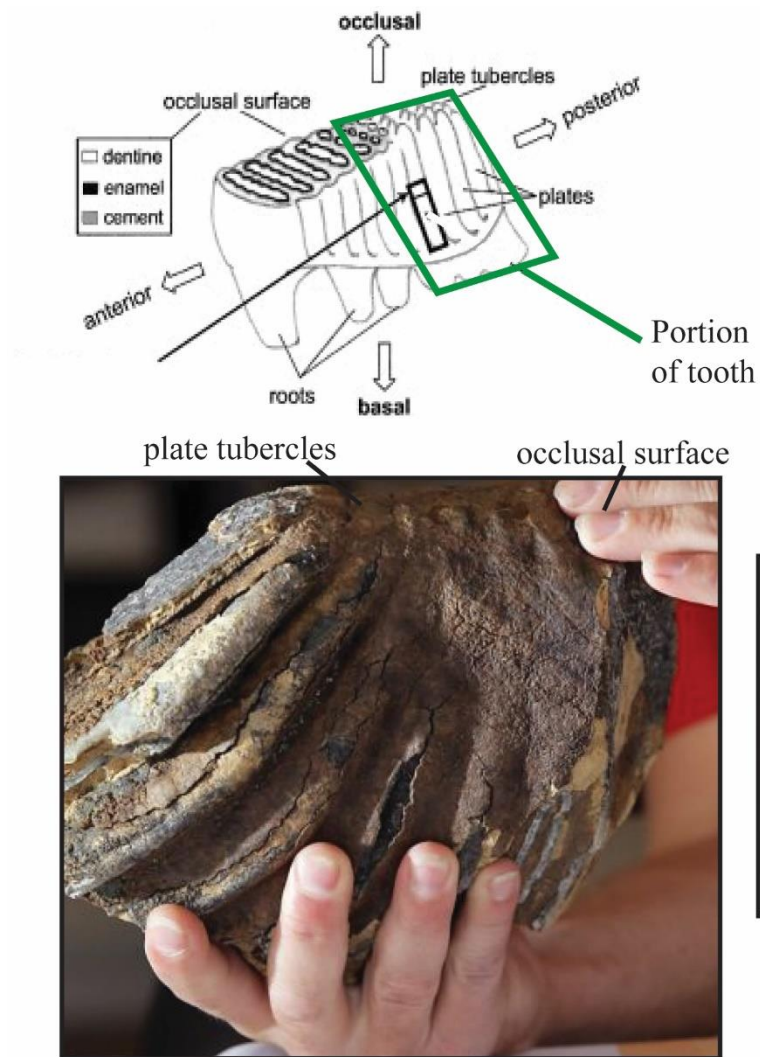 occlusal
plate tubercles
occlusal surface
posterior
dentine
enamel
cement
plates
anterior
Portion
of tooth
roots
basal
plate tubercles
occlusal surface